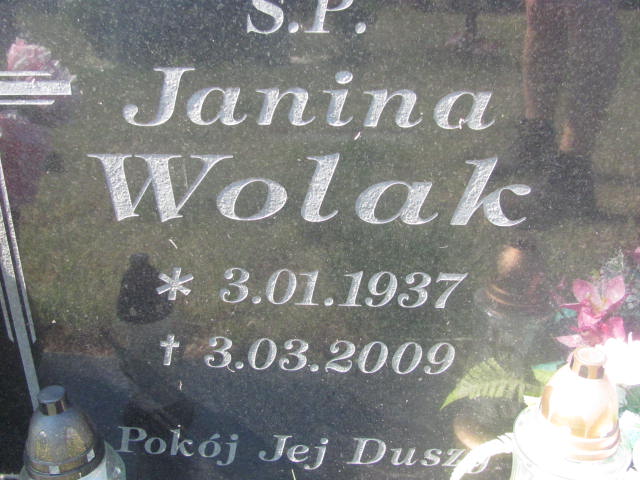 Ś.P.
Janina
Wolak
* 3.01.1937
† 3.03.2009
Pokój Jej Duszy